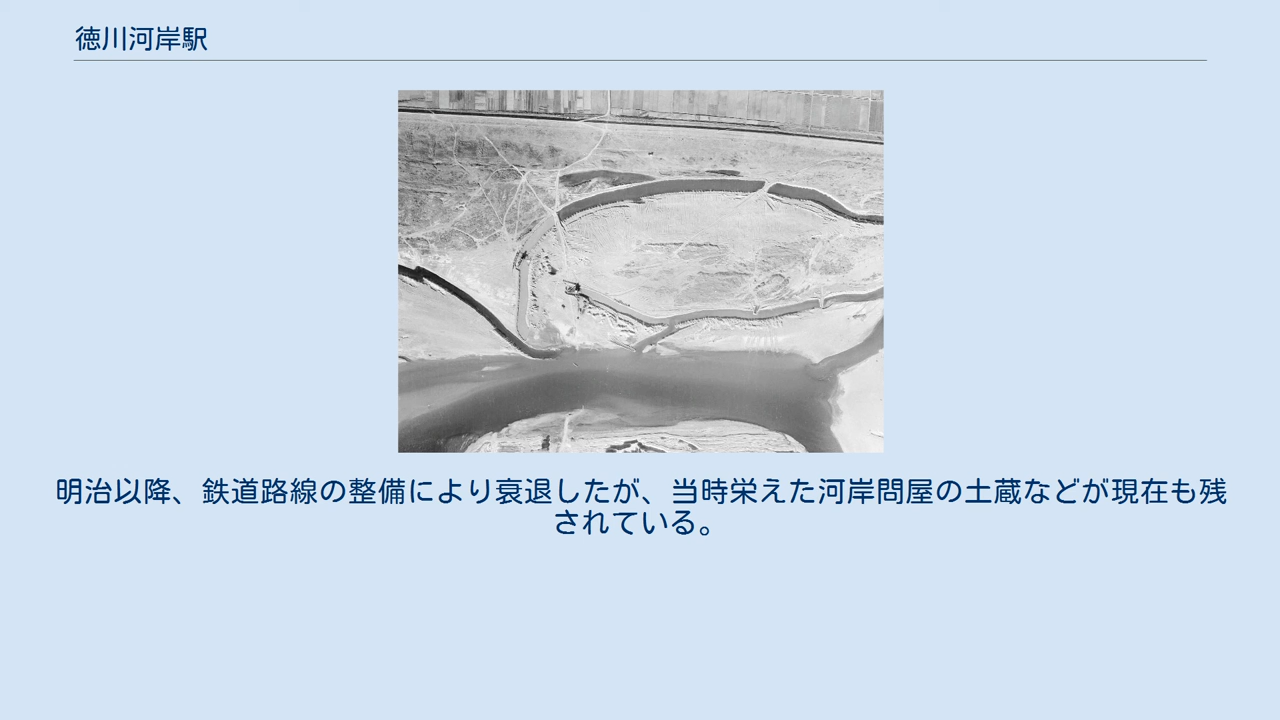 徳川河岸駅
明治以降、鉄道路線の整備により衰退したが、当時栄えた河岸問屋の土蔵などが現在も残
されている。